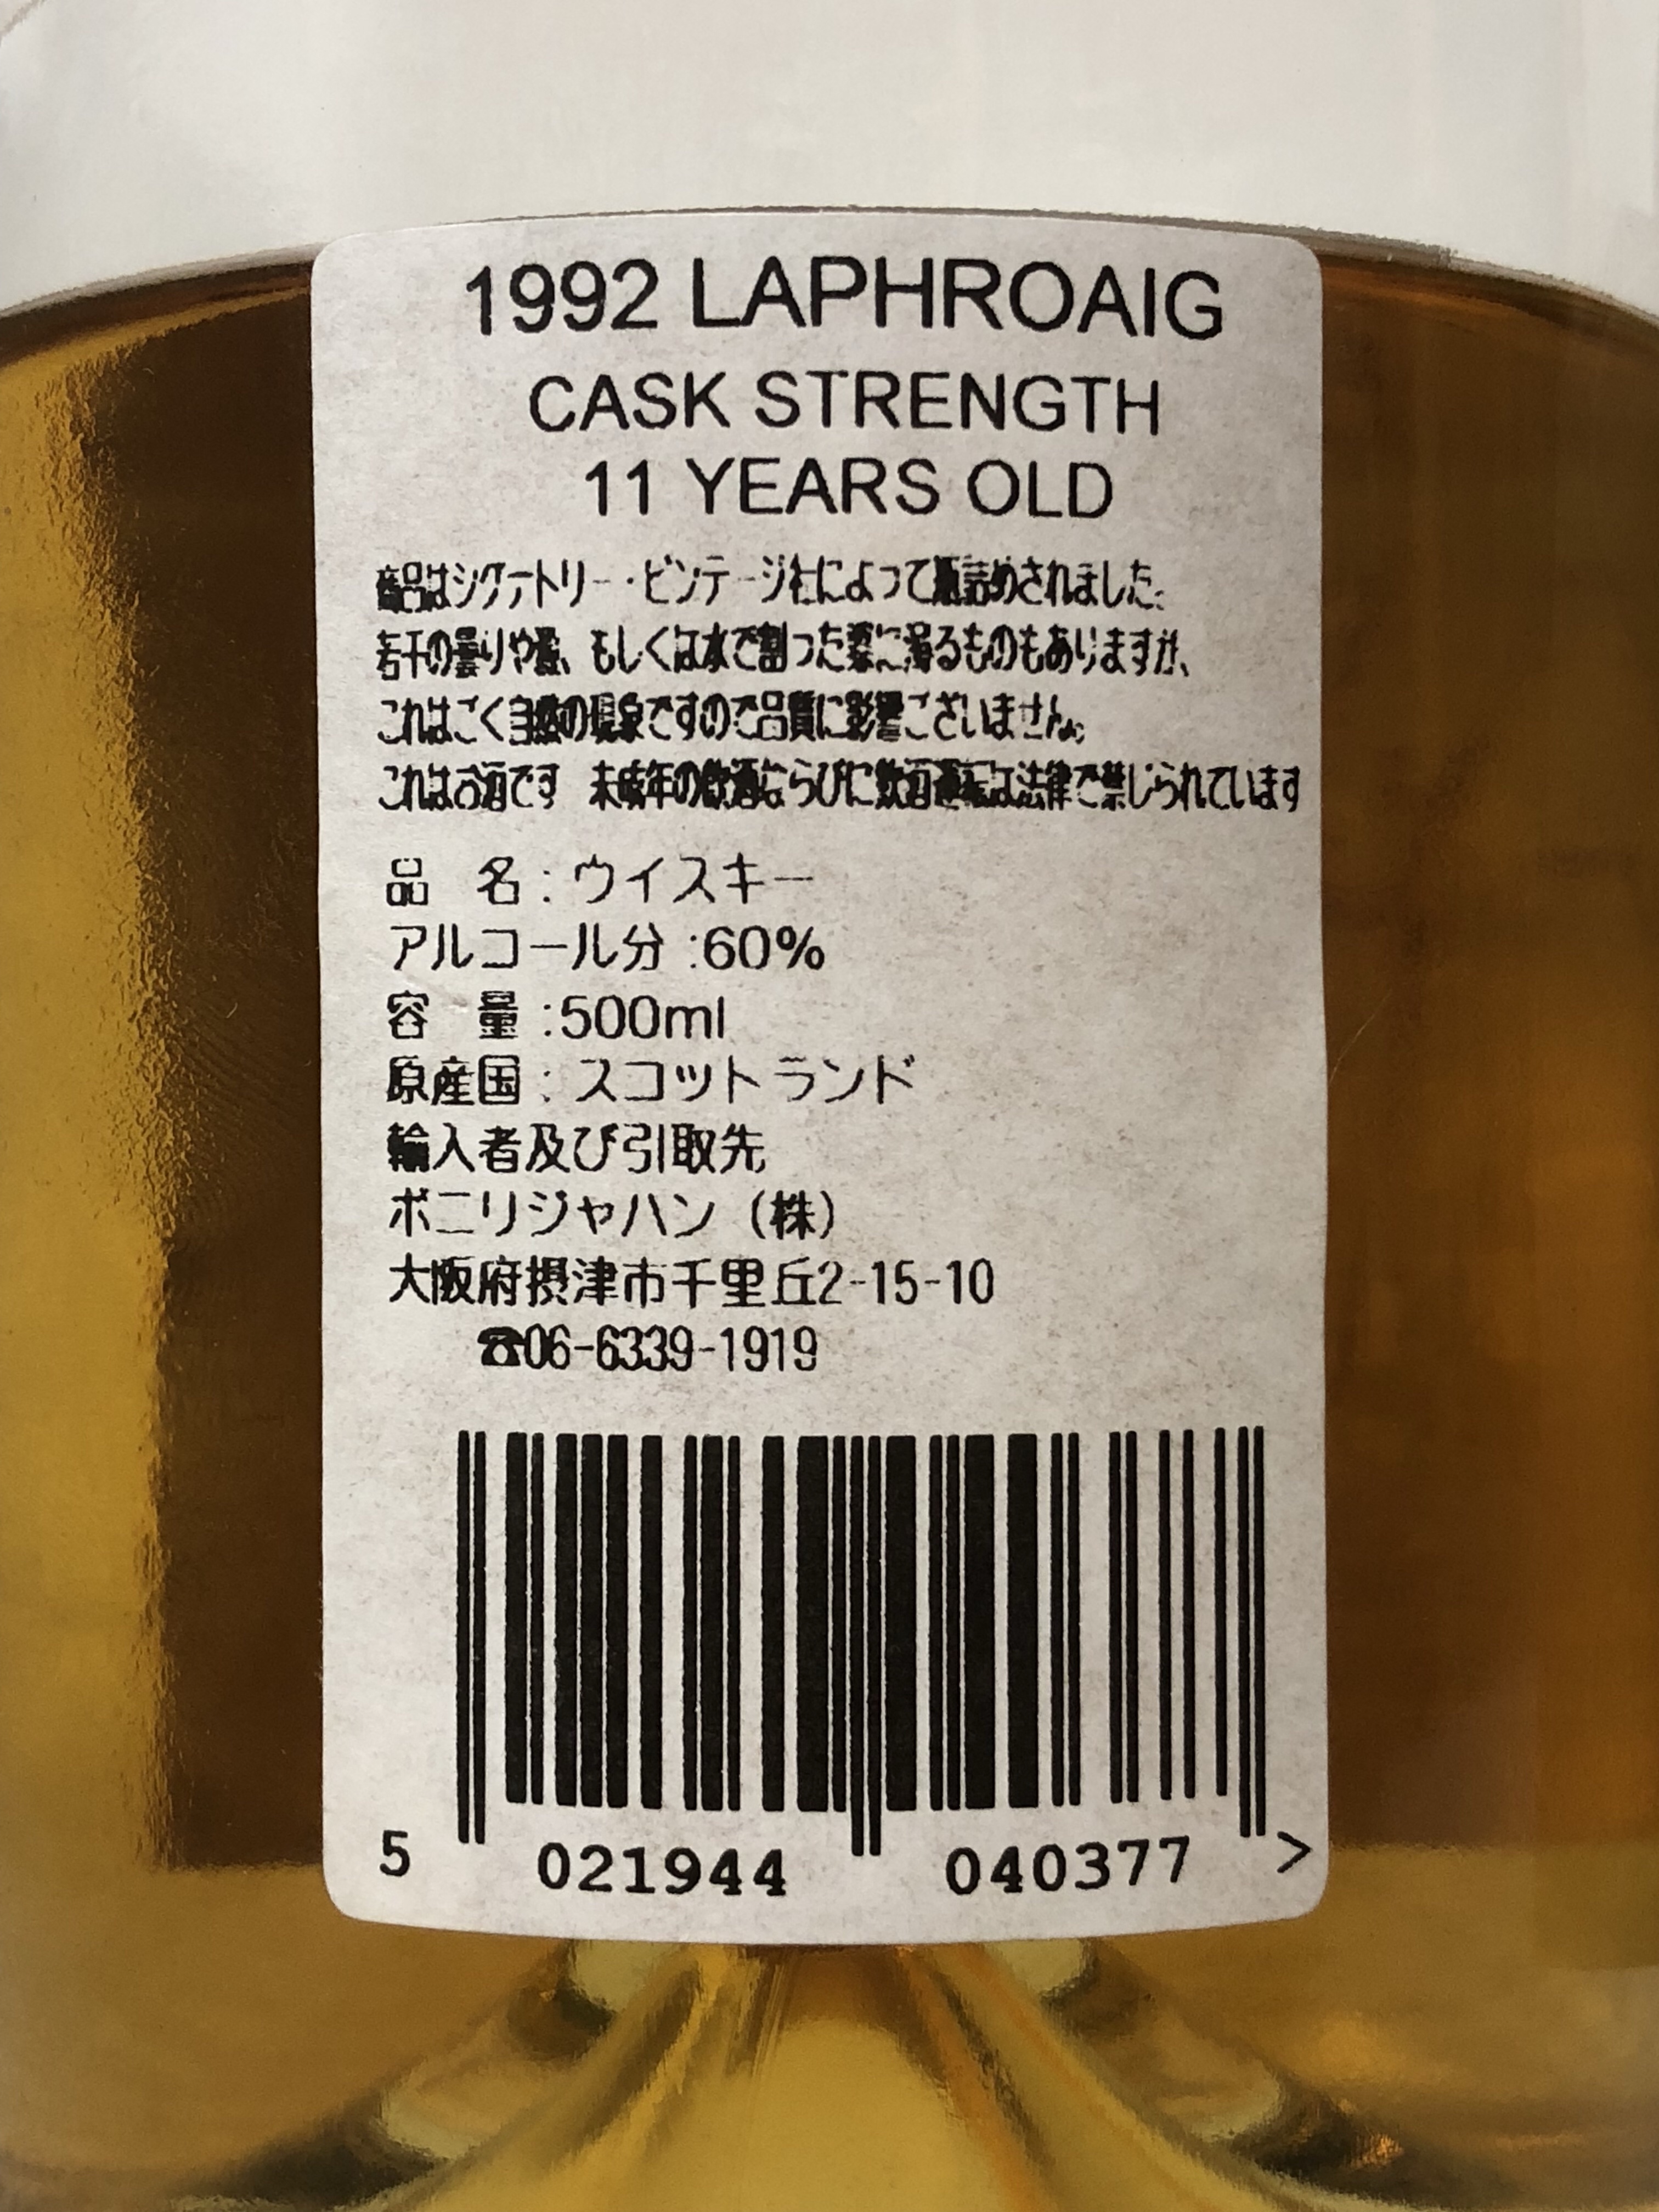 1992 LAPHROAIG
CASK STRENGTH
11 YEARS OLD
商品はシグナトリー・ビンテージ社によって瓶詰めされました。
若干の曇りや澱、もしくは水で割った際に濁るものもありますが、
これはごく自然の現象ですので品質に影響ございません。
これはお酒です 未成年の飲酒ならびに飲酒運転は法律で禁じられています
品 名 : ウイスキー
アルコール分 :60%
容 量 :500ml
原産国 : スコットランド
輸入者及び引取先
ボニリジャハン (株)
大阪府摂津市千里丘2-15-10
☎06-6339-1919
5 021944 040377 >